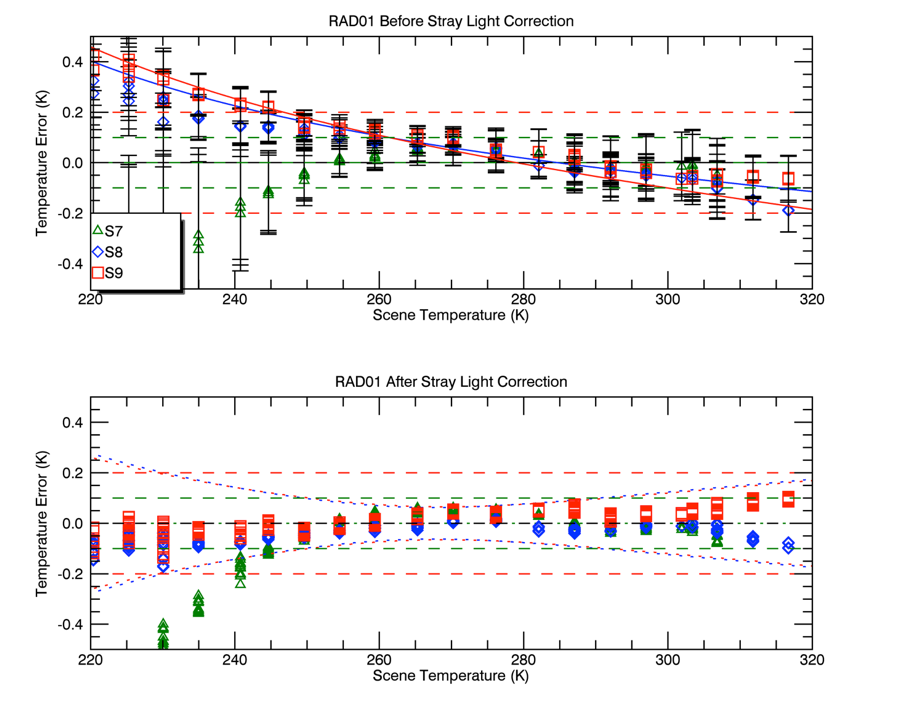 RAD01 Before Stray Light Correction
Temperature Error (K)
0.4
0.2
0.0
-0.2
-0.4
S7
S8
S9
220 240 260 280 300 320
Scene Temperature (K)
RAD01 After Stray Light Correction
Temperature Error (K)
0.4
0.2
0.0
-0.2
-0.4
220 240 260 280 300 320
Scene Temperature (K)